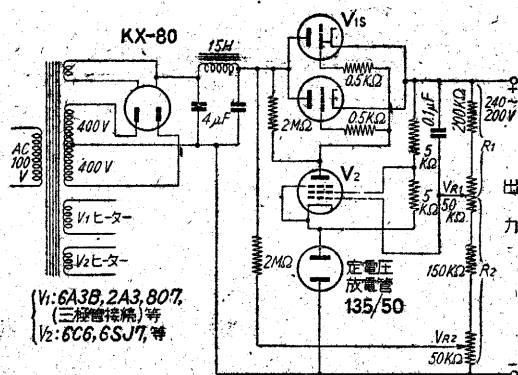 KX-80
15H
V1S
0.5KΩ
0.5KΩ
2MΩ
4μF
0.1μF
200KΩ
240~
200V
R1
AC
100
V
400V
400V
V2
5
KΩ
5
KΩ
VR1
50
KΩ
出力
V1ヒーター
V2ヒーター
2MΩ
定電圧
放電管
135/50
150KΩ
R2
VR2
50KΩ
V1:6A3B, 2A3, 807,
(三極管接続)等
V2:6C6, 6SJ7, 等